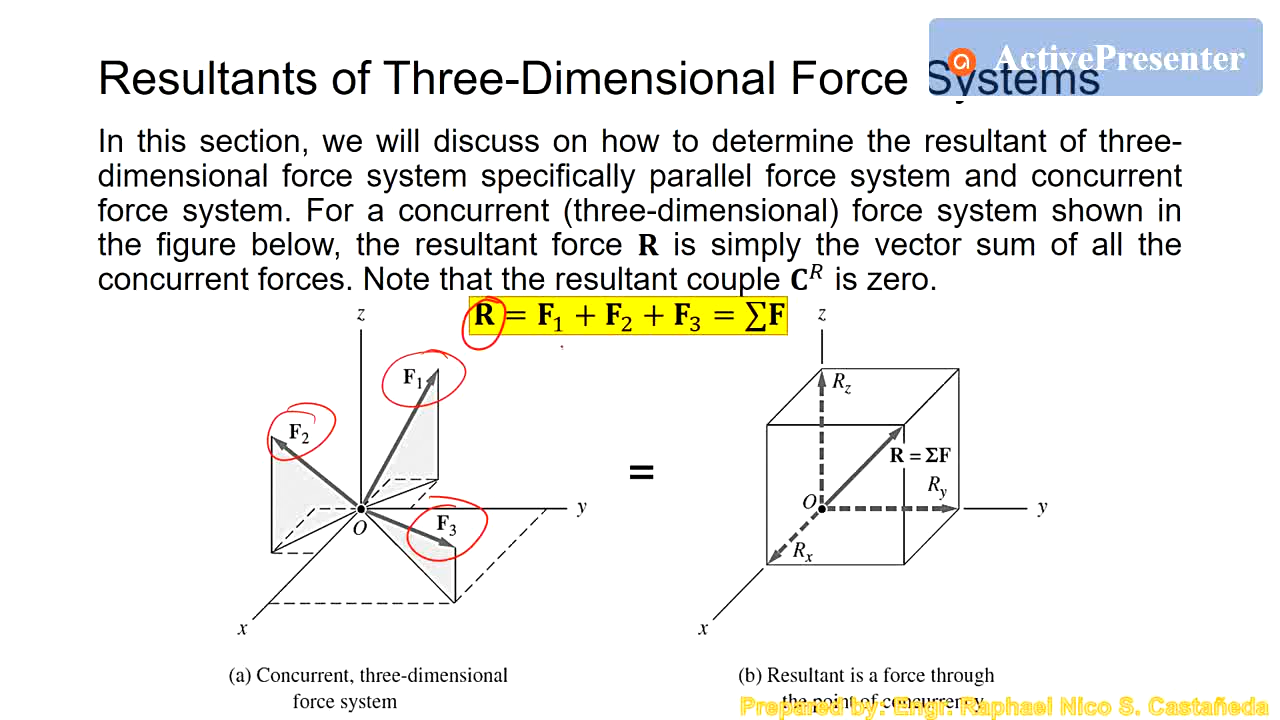 ActivePresenter
Resultants of Three-Dimensional Force Systems
In this section, we will discuss on how to determine the resultant of three-
dimensional force system specifically parallel force system and concurrent
force system. For a concurrent (three-dimensional) force system shown in
the figure below, the resultant force R is simply the vector sum of all the
concurrent forces. Note that the resultant couple C^R is zero.
R = F₁ + F₂ + F₃ = ∑F
z
F₁
F₂
F₃
O
y
x
=
z
R_z
R = ΣF
R_y
O
y
R_x
x
(a) Concurrent, three-dimensional
force system
(b) Resultant is a force through
the point of concurrency
Prepared by: Engr. Raphael Nico S. Castañeda